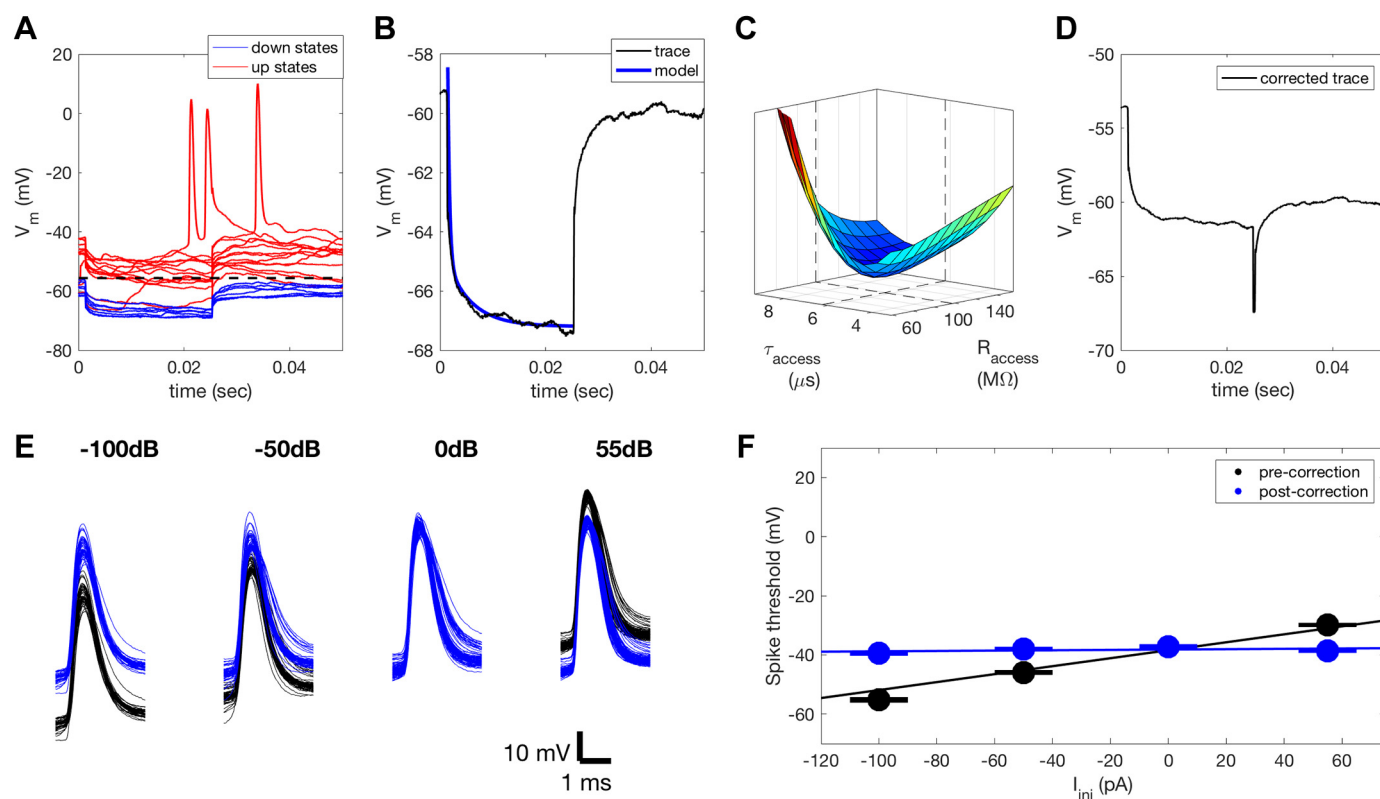 A
20
0
-20
-40
-60
-80
V_m (mV)
0
0.02
0.04
time (sec)
down states
up states
B
-58
-60
-62
-64
-66
-68
V_m (mV)
0
0.02
0.04
time (sec)
trace
model
C
8
6
4
τ_access
(μs)
60
100
140
R_access
(MΩ)
D
-50
-55
-60
-65
-70
V_m (mV)
0
0.02
0.04
time (sec)
corrected trace
E
-100dB
-50dB
0dB
55dB
10 mV
1 ms
F
20
0
-20
-40
-60
Spike threshold (mV)
-120
-100
-80
-60
-40
-20
0
20
40
60
I_inj (pA)
pre-correction
post-correction